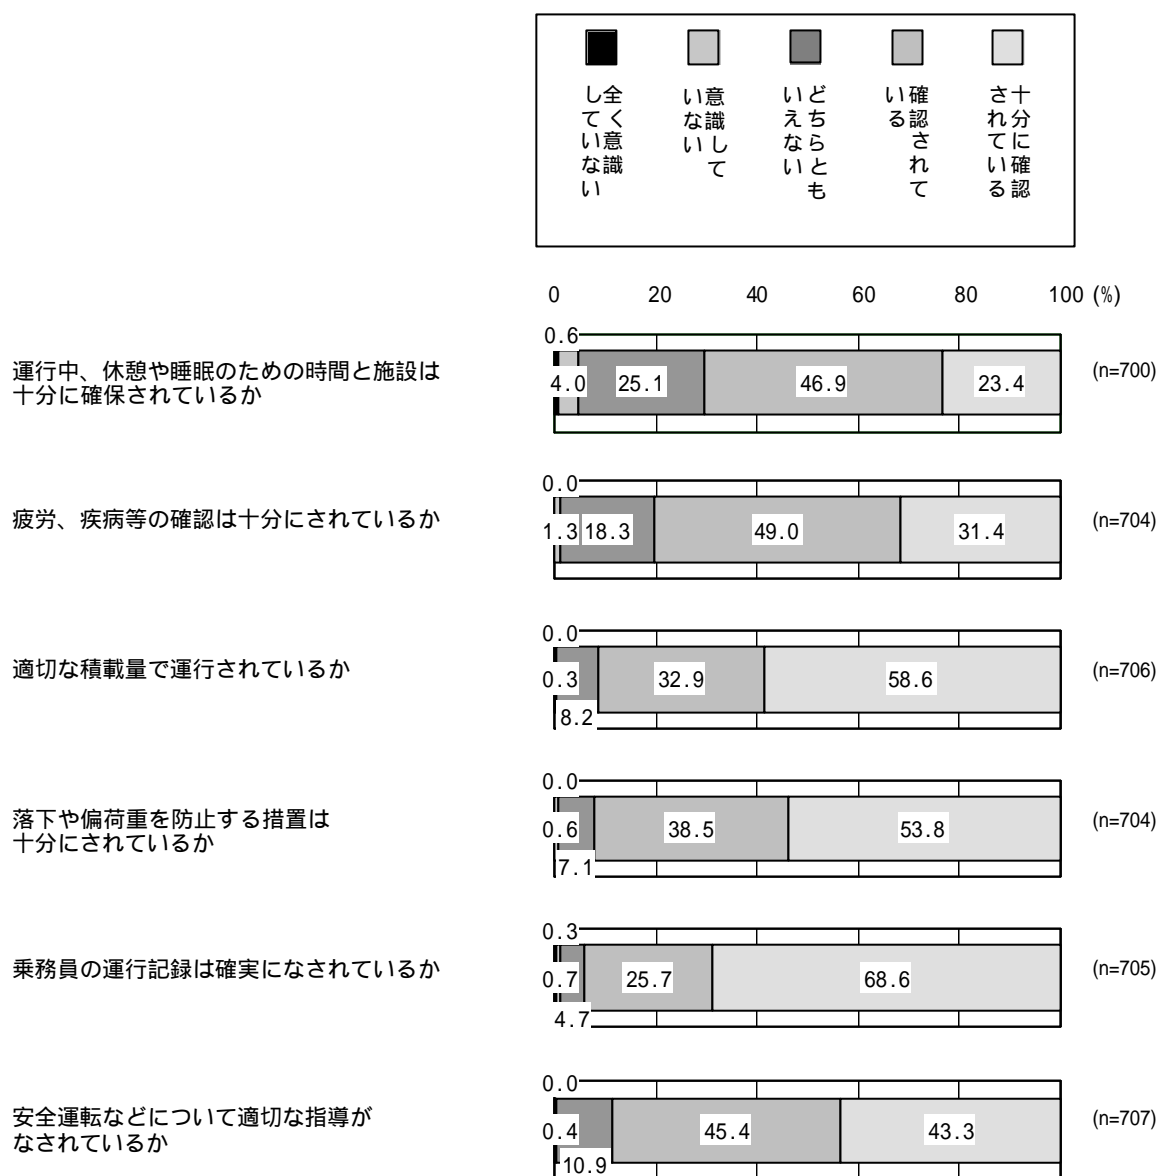 全く意識
していない
意識して
いない
どちらとも
いえない
確認されて
いる
十分に確認
されている
0 20 40 60 80 100 (%)
運行中、休憩や睡眠のための時間と施設は
十分に確保されているか
0.6
4.0 25.1 46.9 23.4
(n=700)
疲労、疾病等の確認は十分にされているか
0.0
1.3 18.3 49.0 31.4
(n=704)
適切な積載量で運行されているか
0.0
0.3 32.9 58.6
8.2
(n=706)
落下や偏荷重を防止する措置は
十分にされているか
0.0
0.6 38.5 53.8
7.1
(n=704)
乗務員の運行記録は確実になされているか
0.3
0.7 25.7 68.6
4.7
(n=705)
安全運転などについて適切な指導が
なされているか
0.0
0.4 45.4 43.3
10.9
(n=707)